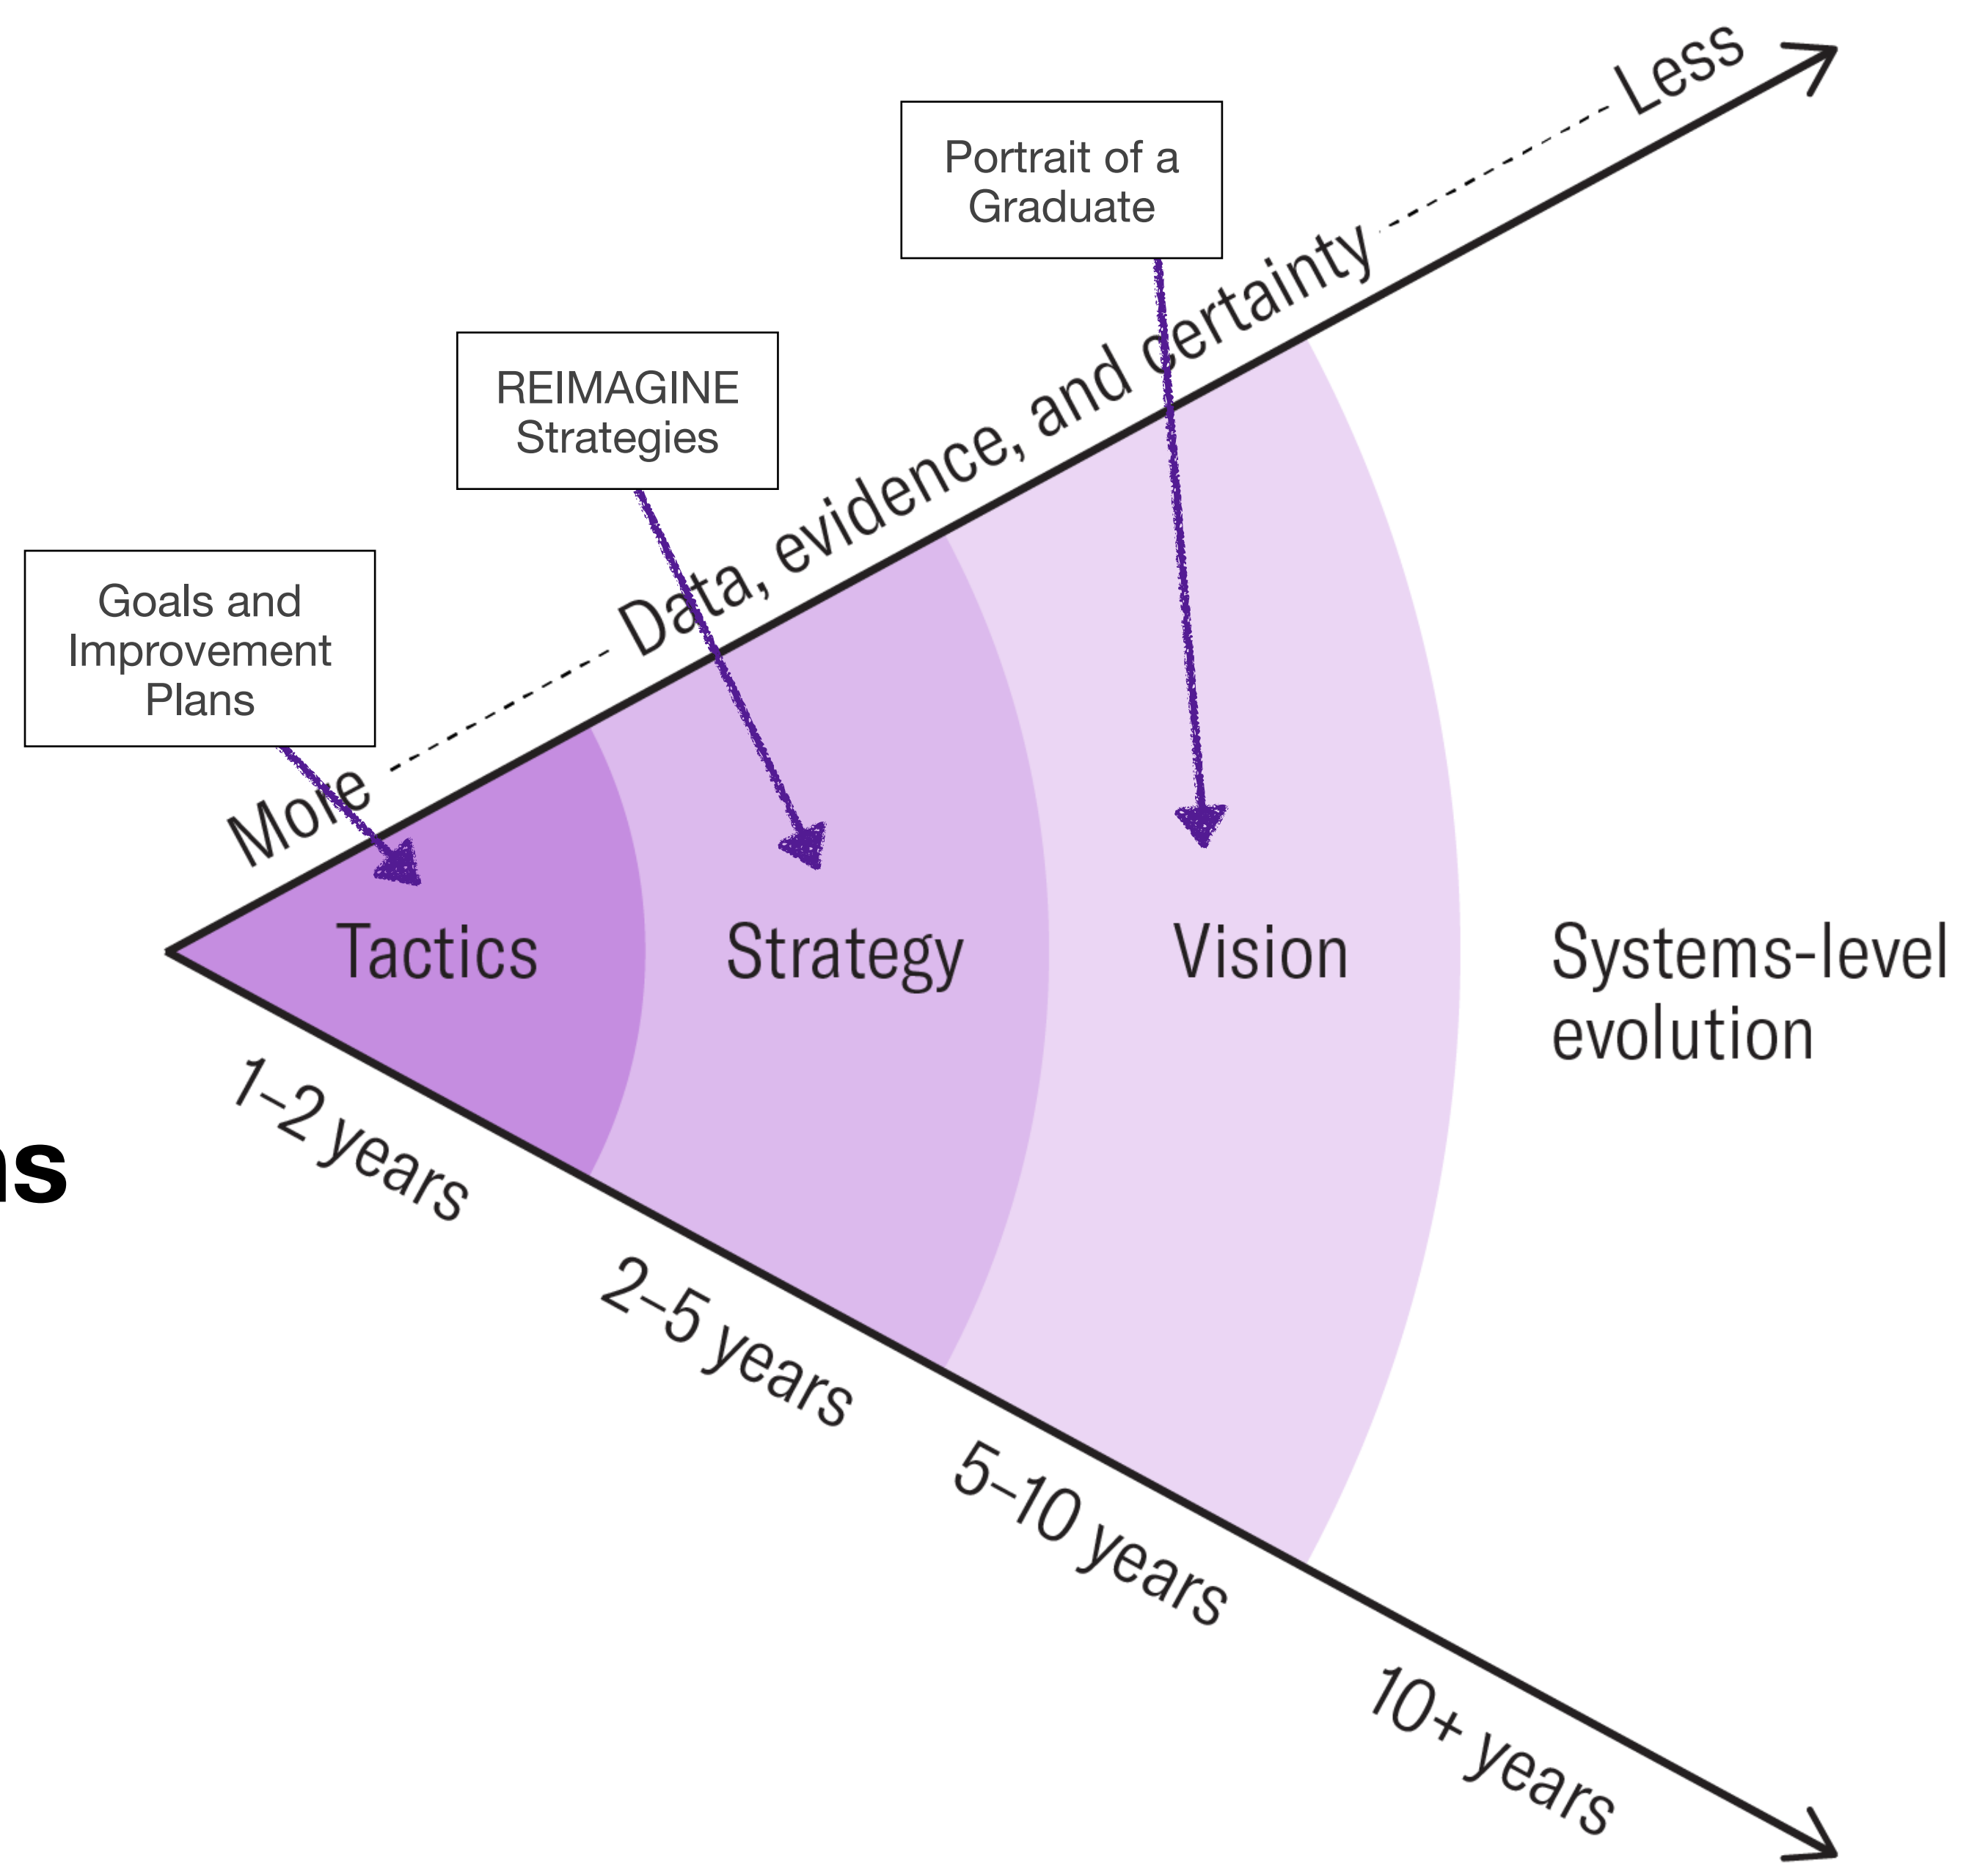 Less
Portrait of a
Graduate
REIMAGINE
Strategies
Data, evidence, and certainty
Goals and
Improvement
Plans
More
Tactics
Strategy
Vision
Systems-level
evolution
1–2 years
2–5 years
5–10 years
10+ years